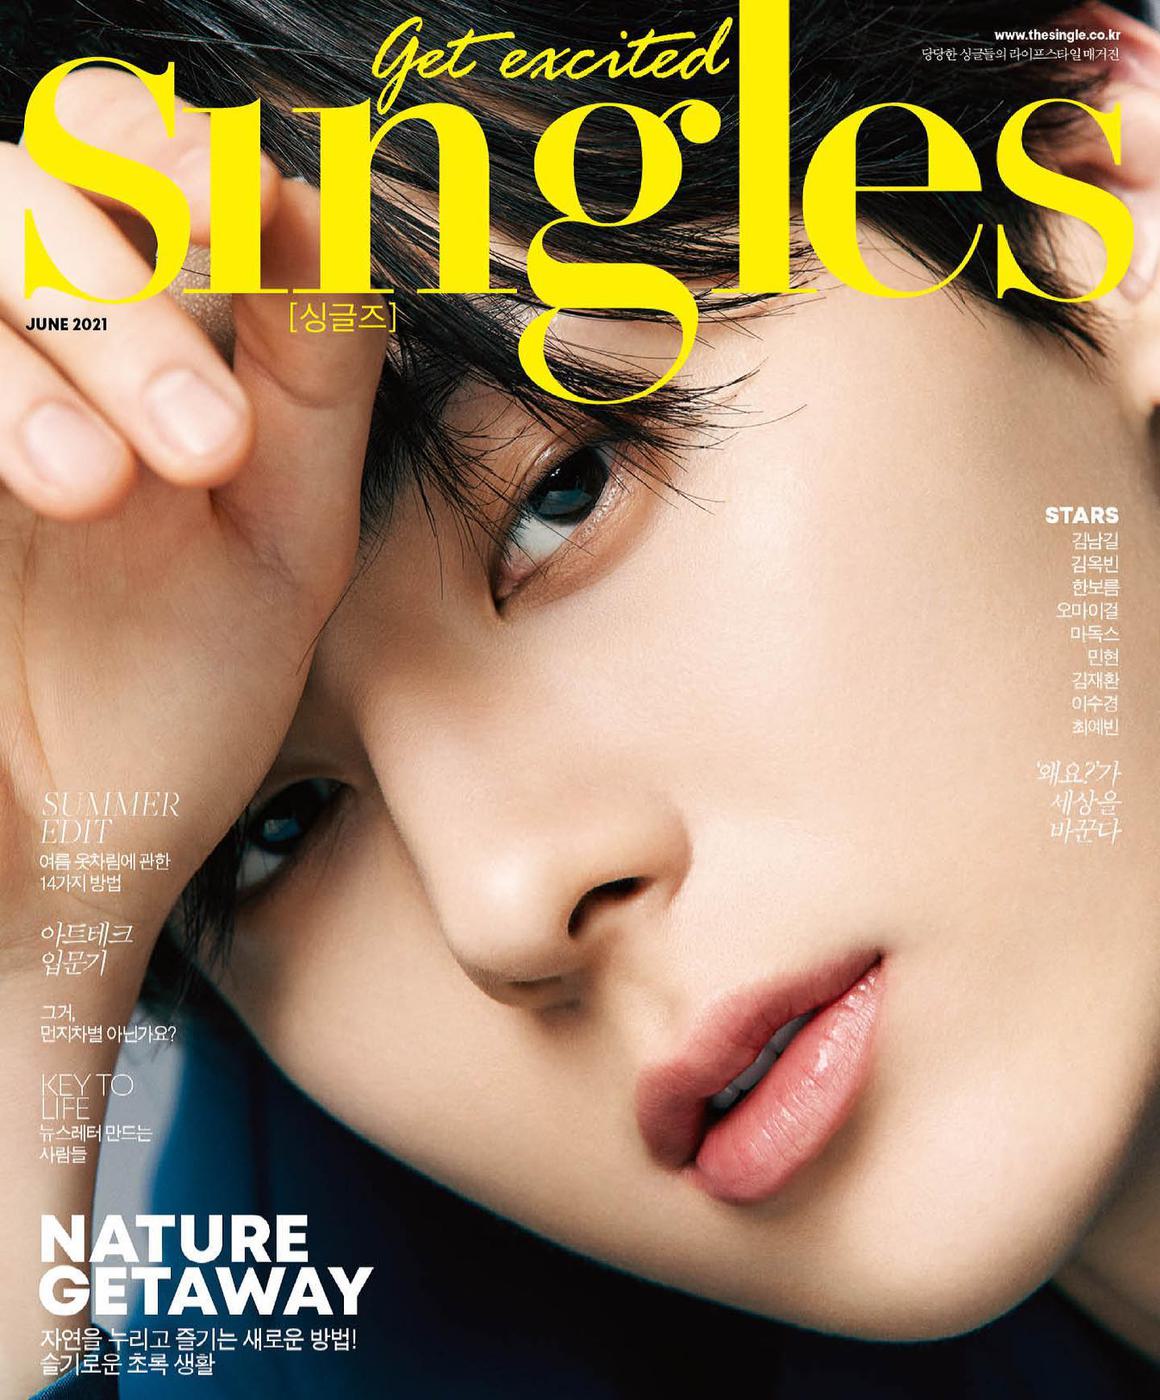 Get excited
Singles
www.thesingle.co.kr
당당한 싱글들의 라이프스타일 매거진
JUNE 2021
[싱글즈]
STARS
김남길
김옥빈
한보름
오마이걸
마독스
민현
김재환
이수경
최예빈
'왜요?'가
세상을
바꾼다
SUMMER
EDIT
여름 옷차림에 관한
14가지 방법
아트테크
입문기
그거,
먼지차별 아닌가요?
KEY TO
LIFE
뉴스레터 만드는
사람들
NATURE
GETAWAY
자연을 누리고 즐기는 새로운 방법!
슬기로운 초록 생활